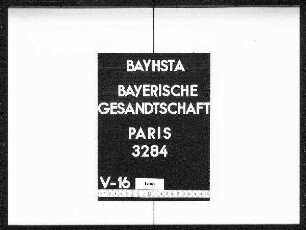 BAYHSTA
BAYERISCHE
GESANDTSCHAFT
PARIS
3284
V-16